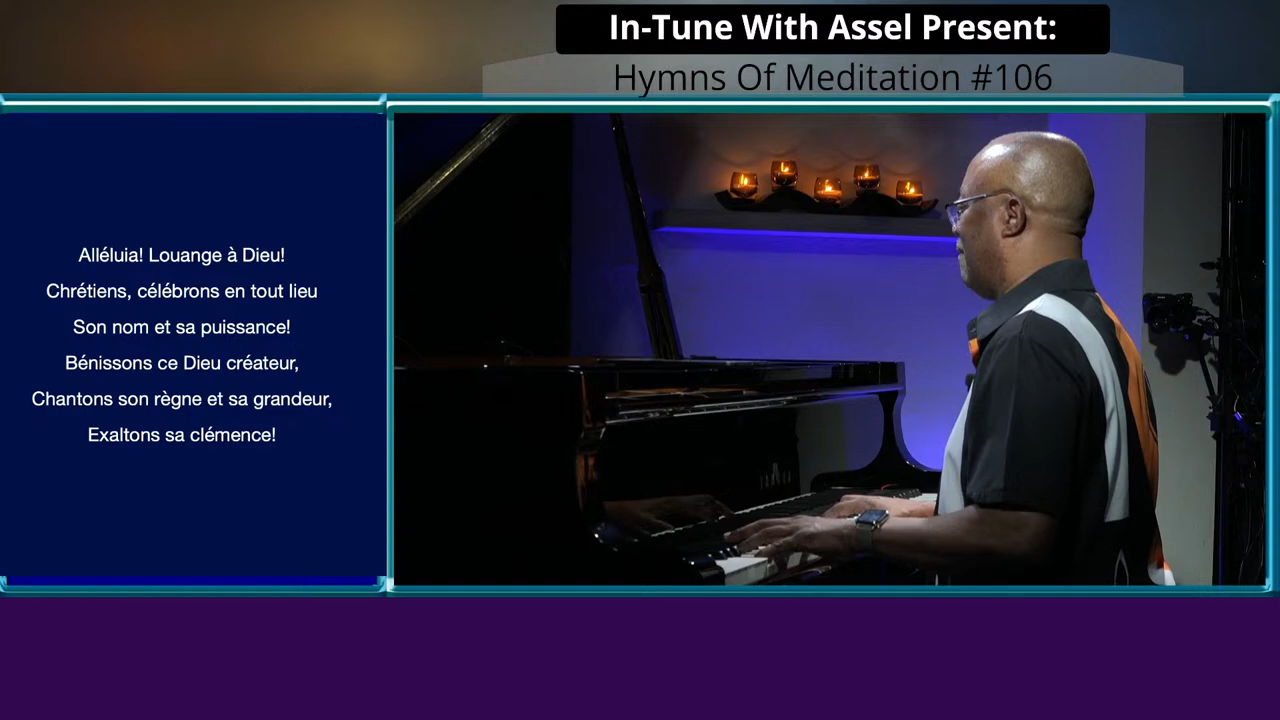 In-Tune With Assel Present:
Hymns Of Meditation #106
Alléluia! Louange à Dieu!
Chrétiens, célébrons en tout lieu
Son nom et sa puissance!
Bénissons ce Dieu créateur,
Chantons son règne et sa grandeur,
Exaltons sa clémence!